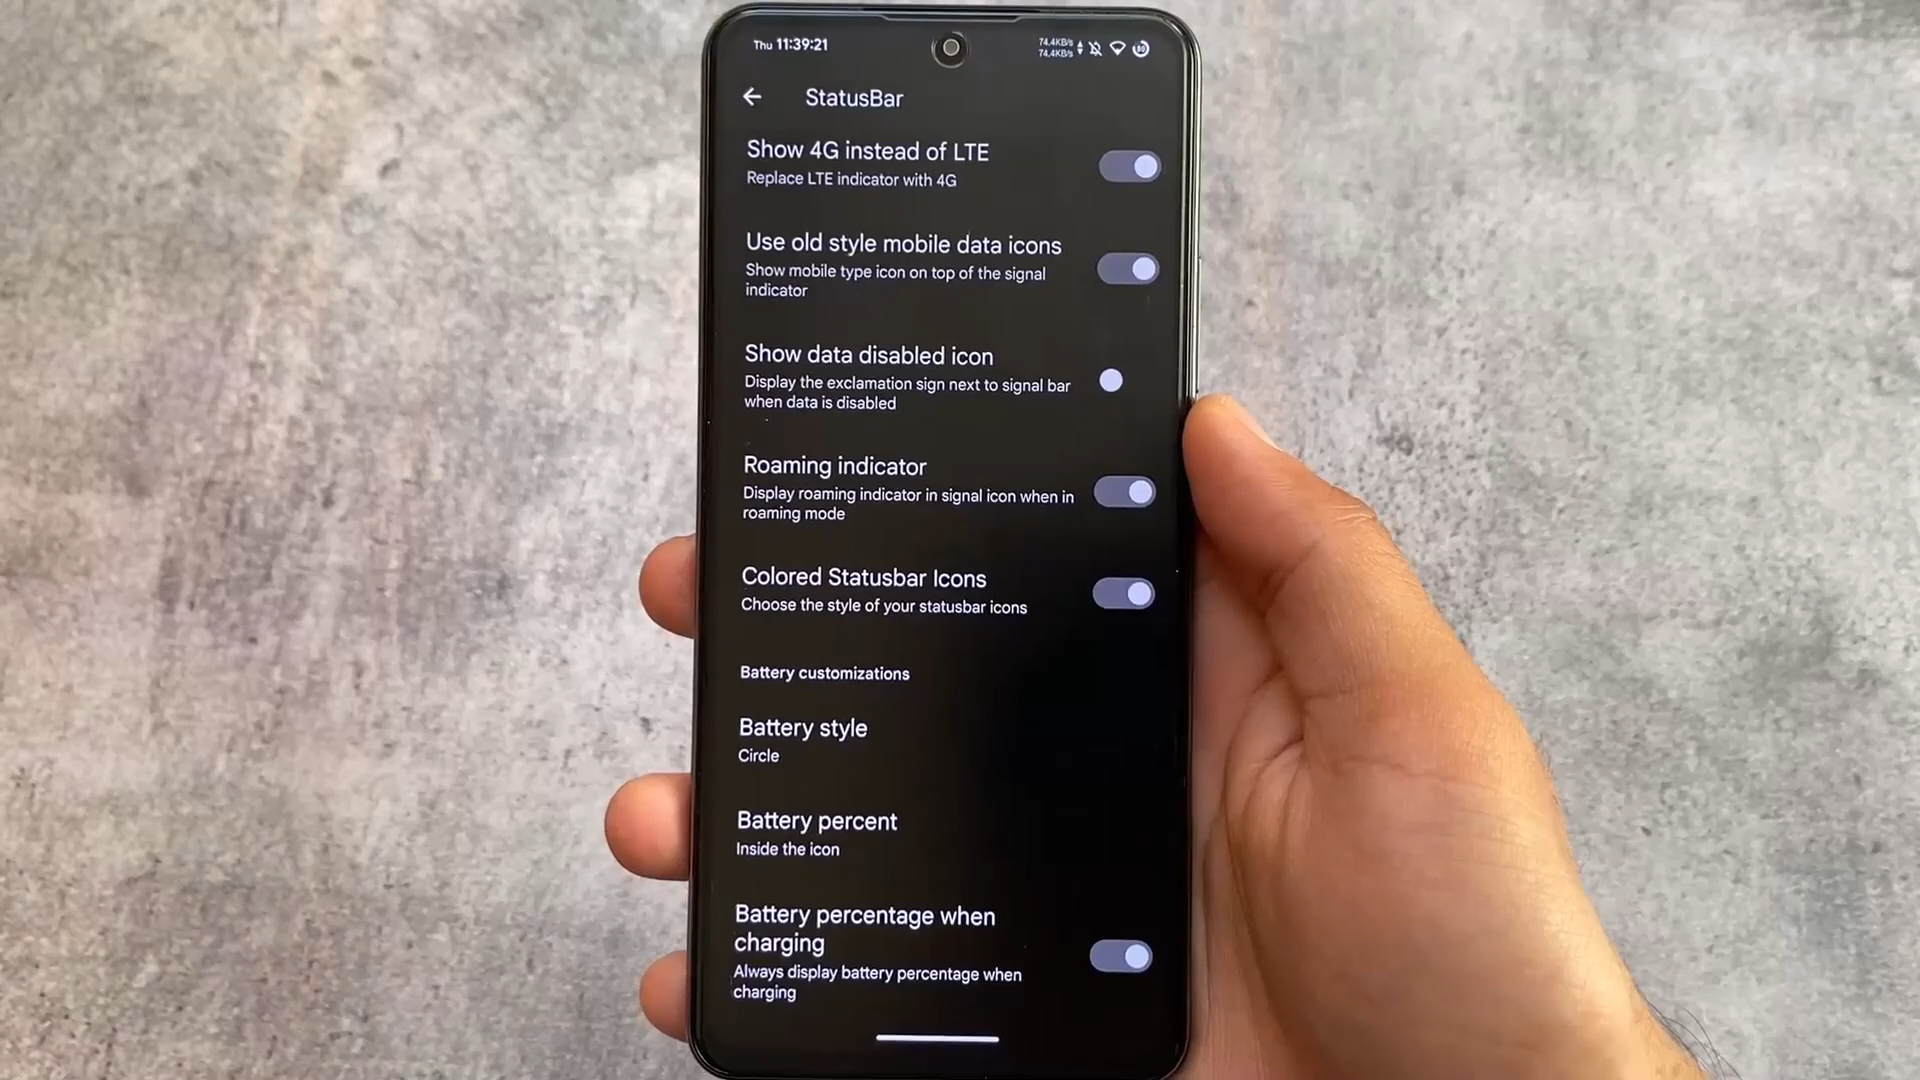 Thu 11:39:21
74.4KB/s
74.4KB/s
StatusBar
Show 4G instead of LTE
Replace LTE indicator with 4G
Use old style mobile data icons
Show mobile type icon on top of the signal
indicator
Show data disabled icon
Display the exclamation sign next to signal bar
when data is disabled
Roaming indicator
Display roaming indicator in signal icon when in
roaming mode
Colored Statusbar Icons
Choose the style of your statusbar icons
Battery customizations
Battery style
Circle
Battery percent
Inside the icon
Battery percentage when
charging
Always display battery percentage when
charging